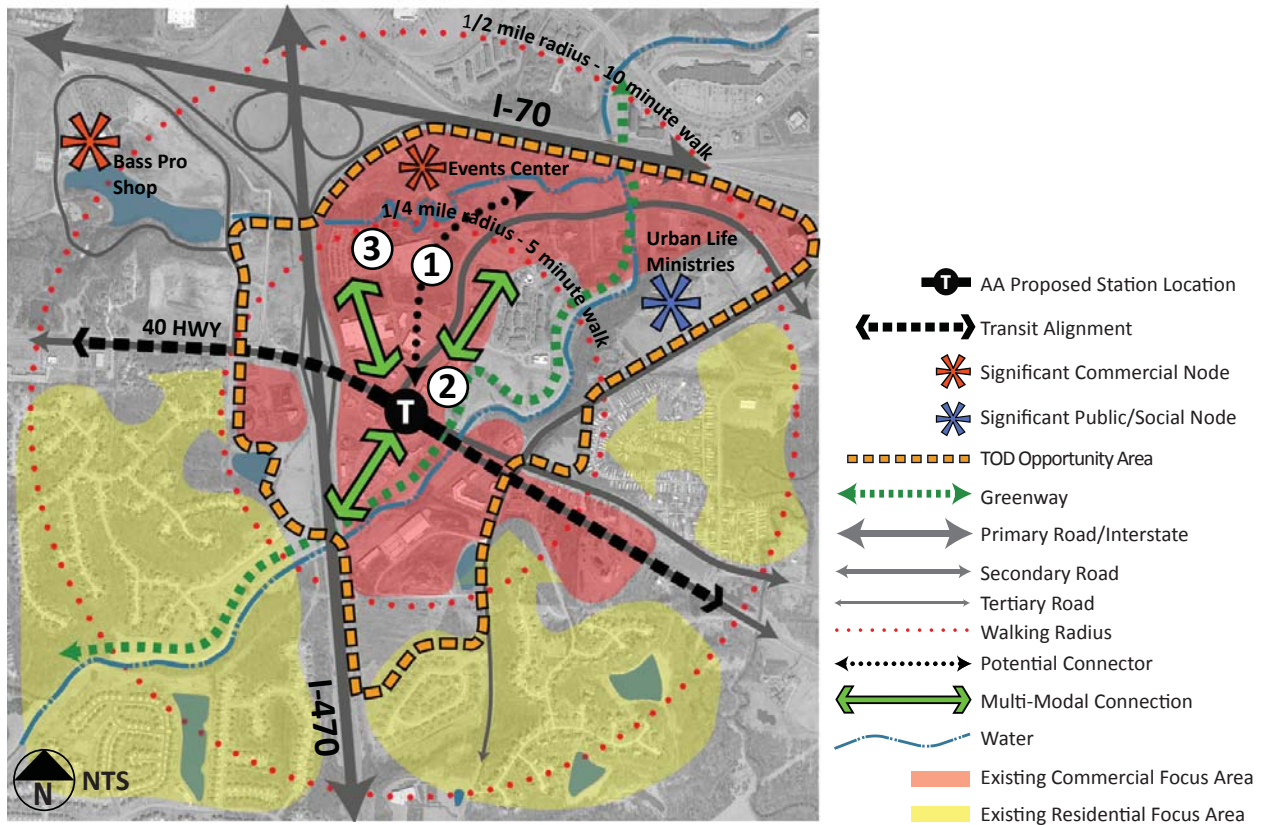 1/2 mile radius - 10 minute walk
I-70
Bass Pro
Shop
Events Center
1/4 mile radius - 5 minute walk
3
1
Urban Life
Ministries
40 HWY
2
T
I-470
N
NTS
T
AA Proposed Station Location
Transit Alignment
Significant Commercial Node
Significant Public/Social Node
TOD Opportunity Area
Greenway
Primary Road/Interstate
Secondary Road
Tertiary Road
Walking Radius
Potential Connector
Multi-Modal Connection
Water
Existing Commercial Focus Area
Existing Residential Focus Area